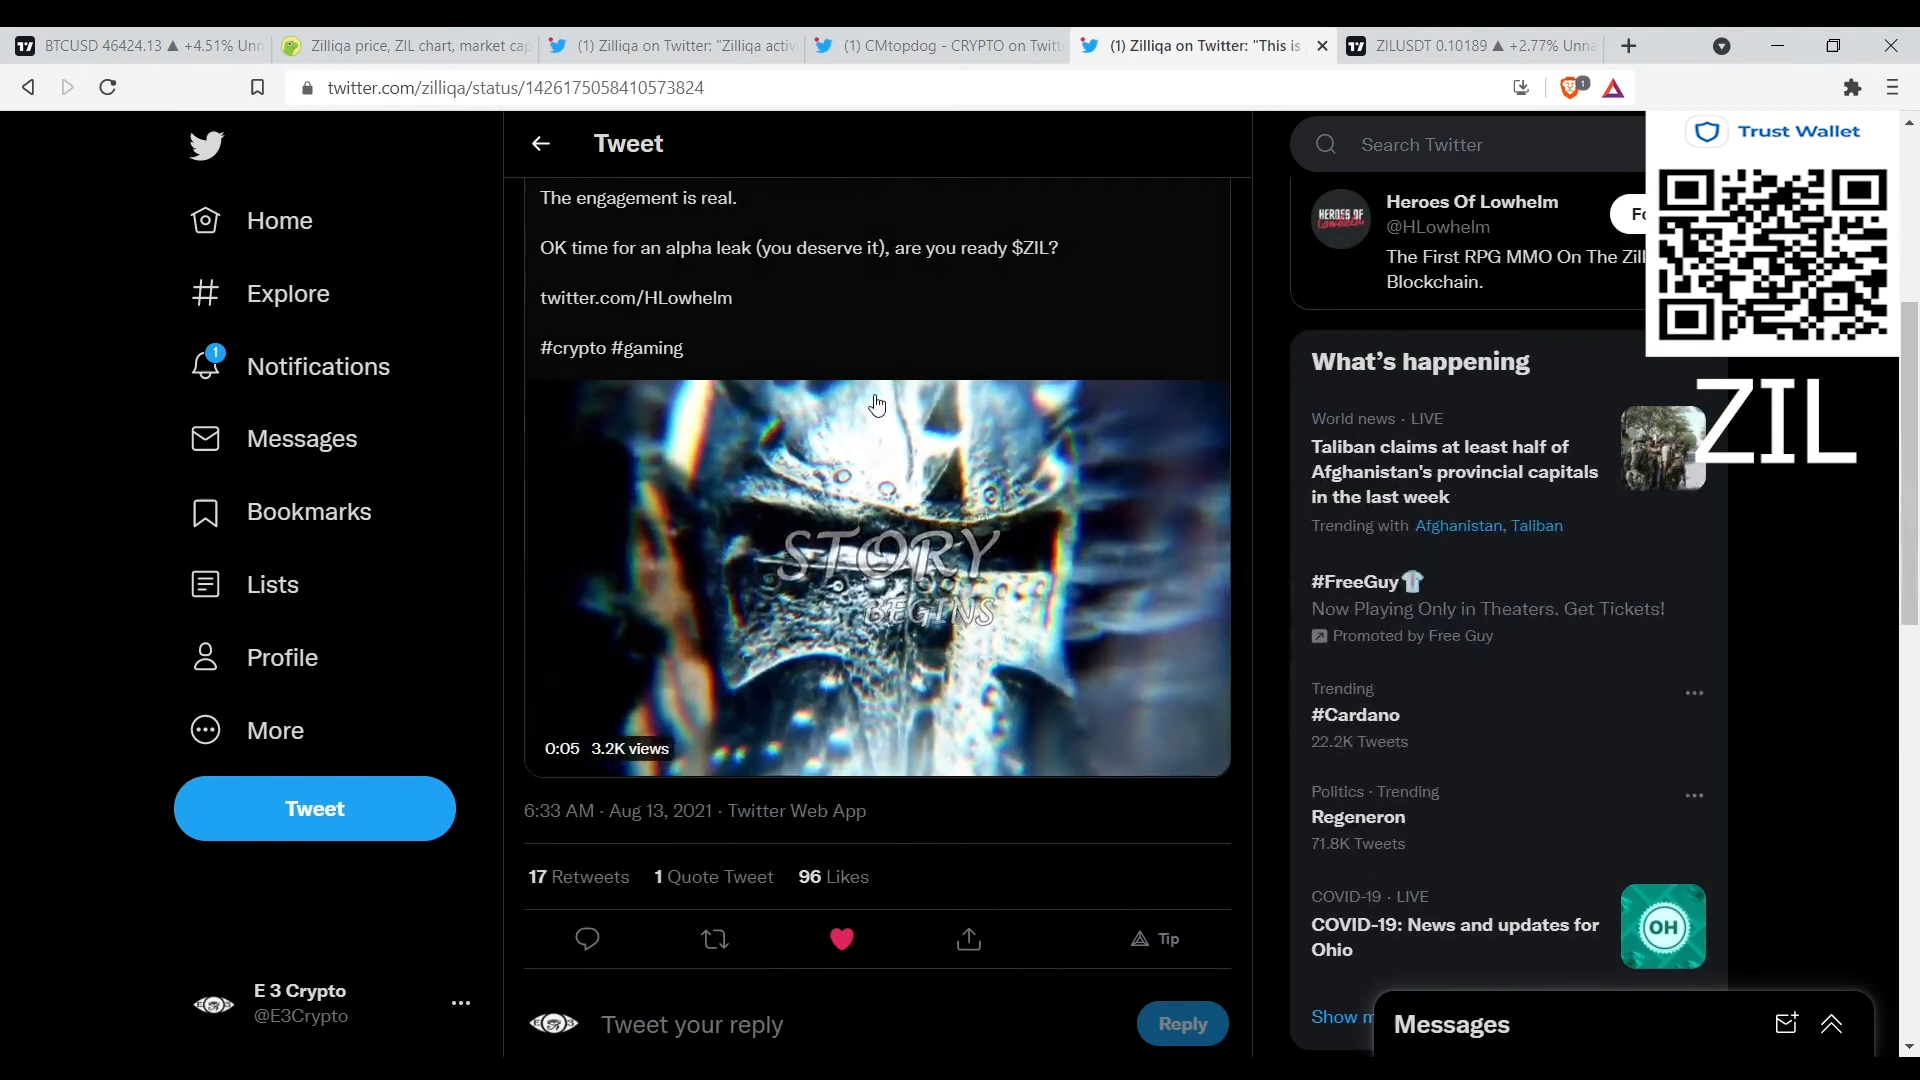 BTCUSD 46424.13 ▲ +4.51% Unn
Zilliqa price, ZIL chart, market cap
(1) Zilliqa on Twitter: "Zilliqa activ
(1) CMtopdog - CRYPTO on Twitt
(1) Zilliqa on Twitter: "This is
ZILUSDT 0.10189 ▲ +2.77% Unna
twitter.com/zilliqa/status/1426175058410573824
1
Home
Explore
1
Notifications
Messages
Bookmarks
Lists
Profile
More
Tweet
E 3 Crypto
@E3Crypto
Tweet
The engagement is real.
OK time for an alpha leak (you deserve it), are you ready $ZIL?
twitter.com/HLowhelm
#crypto #gaming
STORY
BEGINS
0:05 3.2K views
6:33 AM · Aug 13, 2021 · Twitter Web App
17 Retweets 1 Quote Tweet 96 Likes
Tip
Tweet your reply
Reply
Search Twitter
HEROES OF
Lowhelm
Heroes Of Lowhelm
@HLowhelm
Fo
The First RPG MMO On The Zill
Blockchain.
Trust Wallet
ZIL
What's happening
World news · LIVE
Taliban claims at least half of
Afghanistan's provincial capitals
in the last week
Trending with Afghanistan, Taliban
#FreeGuy
Now Playing Only in Theaters. Get Tickets!
Promoted by Free Guy
Trending
#Cardano
22.2K Tweets
Politics · Trending
Regeneron
71.8K Tweets
COVID-19 · LIVE
COVID-19: News and updates for
Ohio
OH
Show m
Messages